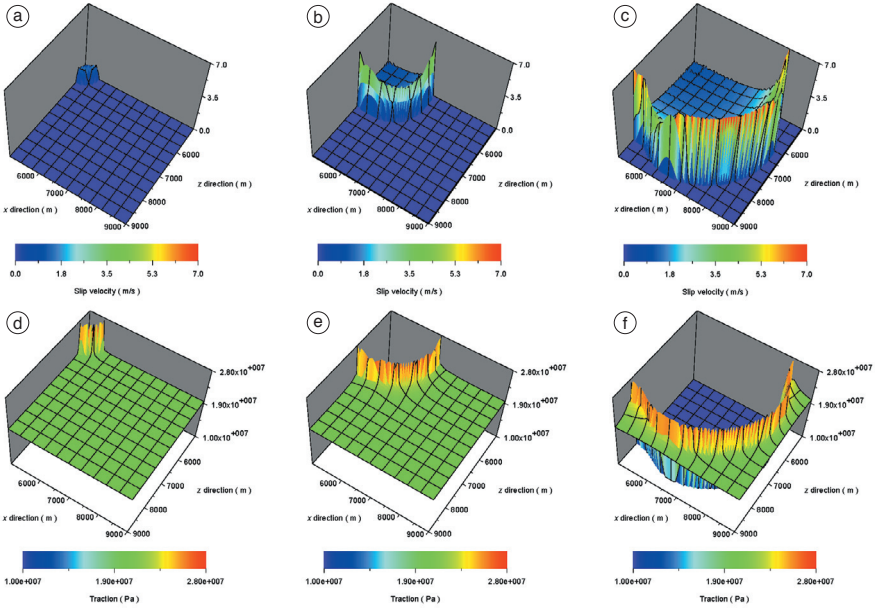 a
7.0
3.5
0.0
6000
7000
8000
9000
6000
7000
8000
9000
x direction ( m )
z direction ( m )
0.0 1.8 3.5 5.3 7.0
Slip velocity ( m/s )
b
7.0
3.5
0.0
6000
7000
8000
9000
6000
7000
8000
9000
x direction ( m )
z direction ( m )
0.0 1.8 3.5 5.3 7.0
Slip velocity ( m/s )
c
7.0
3.5
0.0
6000
7000
8000
9000
6000
7000
8000
9000
x direction ( m )
z direction ( m )
0.0 1.8 3.5 5.3 7.0
Slip velocity ( m/s )
d
2.80x10+007
1.90x10+007
1.00x10+007
6000
7000
8000
9000
6000
7000
8000
9000
x direction ( m )
z direction ( m )
1.00e+007 1.90e+007 2.80e+007
Traction ( Pa )
e
2.80x10+007
1.90x10+007
1.00x10+007
6000
7000
8000
9000
6000
7000
8000
9000
x direction ( m )
z direction ( m )
1.00e+007 1.90e+007 2.80e+007
Traction ( Pa )
f
2.80x10+007
1.90x10+007
1.00x10+007
6000
7000
8000
9000
6000
7000
8000
9000
x direction ( m )
z direction ( m )
1.00e+007 1.90e+007 2.80e+007
Traction ( Pa )